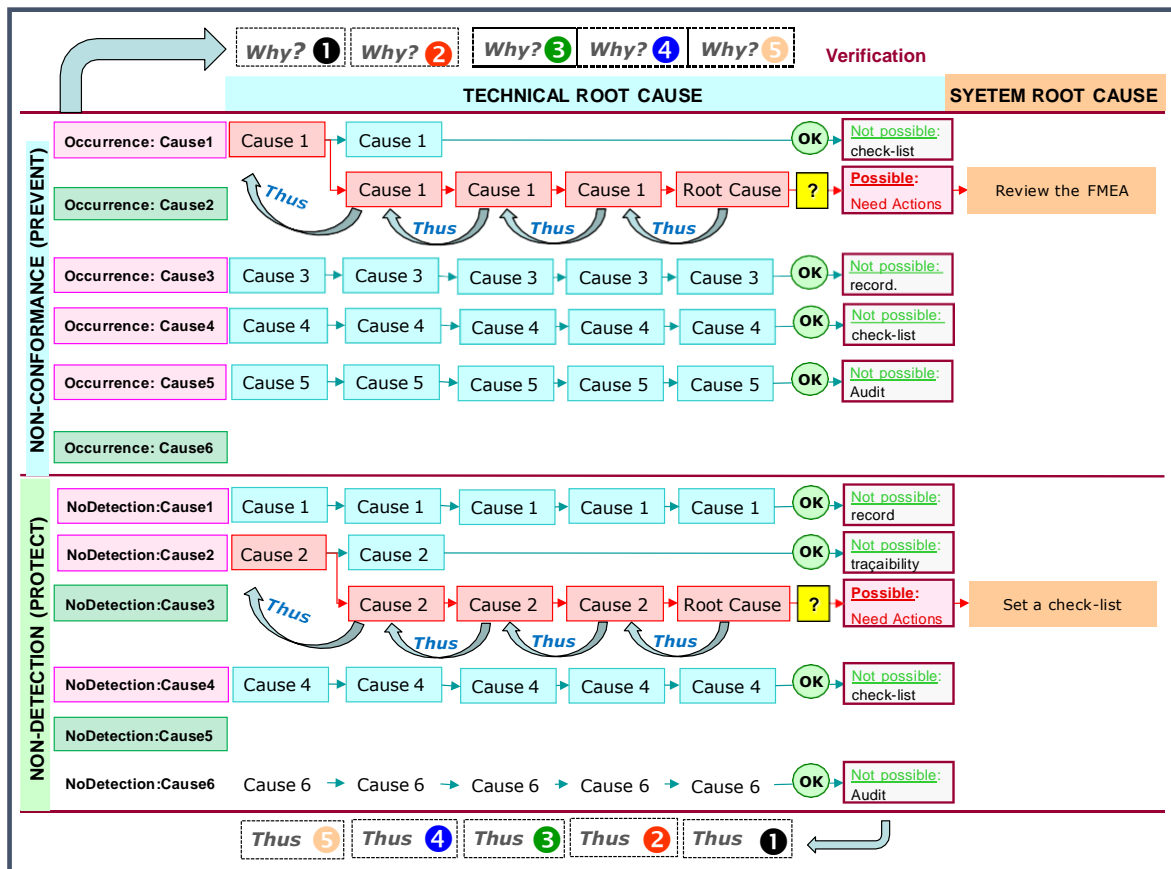 Why? 1 Why? 2 Why? 3 Why? 4 Why? 5
Verification
TECHNICAL ROOT CAUSE SYETEM ROOT CAUSE
NON-CONFORMANCE (PREVENT)
Occurrence: Cause1 Cause 1 Cause 1 OK Not possible:
check-list
Occurrence: Cause2 Cause 1 Cause 1 Cause 1 Root Cause ? Possible:
Need Actions
Review the FMEA
Thus Thus Thus Thus
Occurrence: Cause3 Cause 3 Cause 3 Cause 3 Cause 3 Cause 3 OK Not possible:
record.
Occurrence: Cause4 Cause 4 Cause 4 Cause 4 Cause 4 Cause 4 OK Not possible:
check-list
Occurrence: Cause5 Cause 5 Cause 5 Cause 5 Cause 5 Cause 5 OK Not possible:
Audit
Occurrence: Cause6
NON-DETECTION (PROTECT)
NoDetection:Cause1 Cause 1 Cause 1 Cause 1 Cause 1 Cause 1 OK Not possible:
record
NoDetection:Cause2 Cause 2 Cause 2 OK Not possible:
traçaibility
NoDetection:Cause3 Cause 2 Cause 2 Cause 2 Root Cause ? Possible:
Need Actions
Set a check-list
Thus Thus Thus Thus
NoDetection:Cause4 Cause 4 Cause 4 Cause 4 Cause 4 Cause 4 OK Not possible:
check-list
NoDetection:Cause5
NoDetection:Cause6 Cause 6 Cause 6 Cause 6 Cause 6 Cause 6 OK Not possible:
Audit
Thus 5 Thus 4 Thus 3 Thus 2 Thus 1